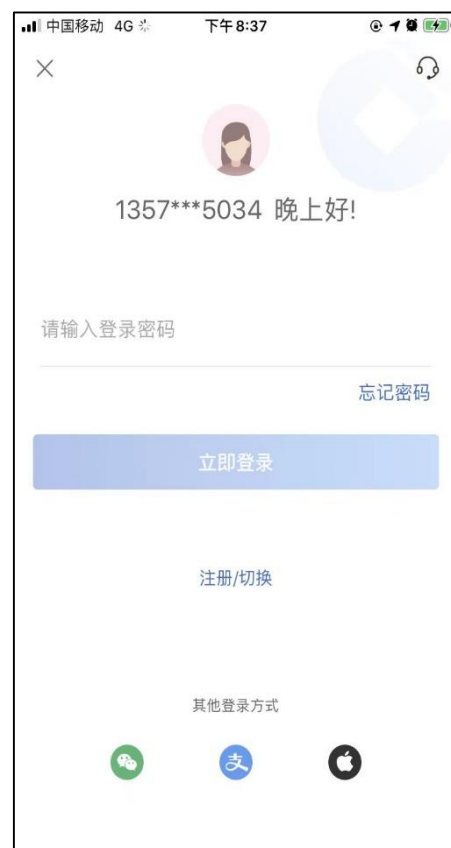 中国移动 4G 下午8:37
1357***5034 晚上好!
请输入登录密码
忘记密码
立即登录
注册/切换
其他登录方式
支